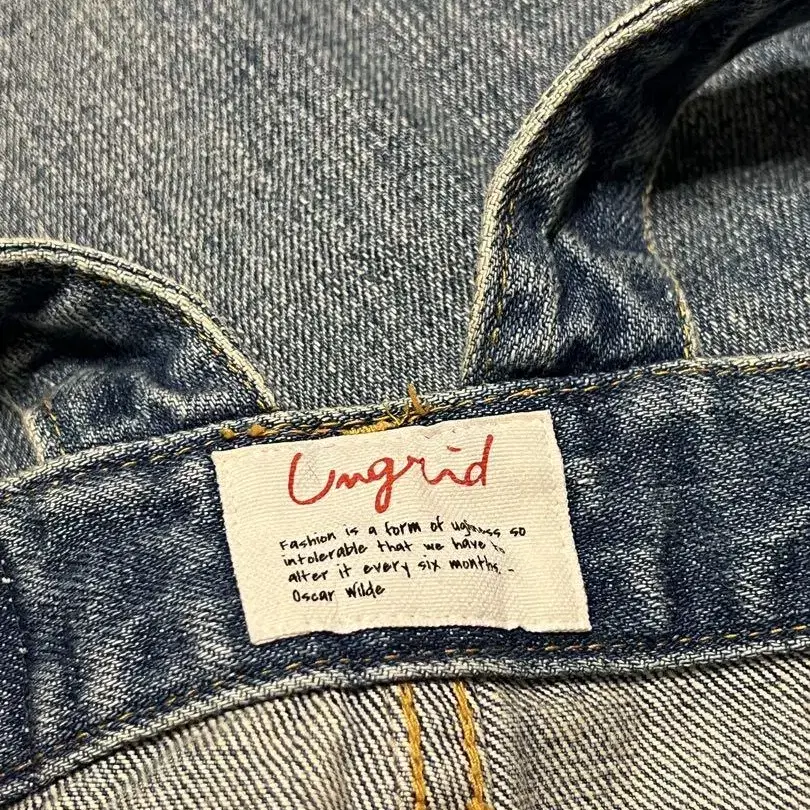 Ungrid
Fashion is a form of ugliness so
intolerable that we have to
alter it every six months. -
Oscar Wilde